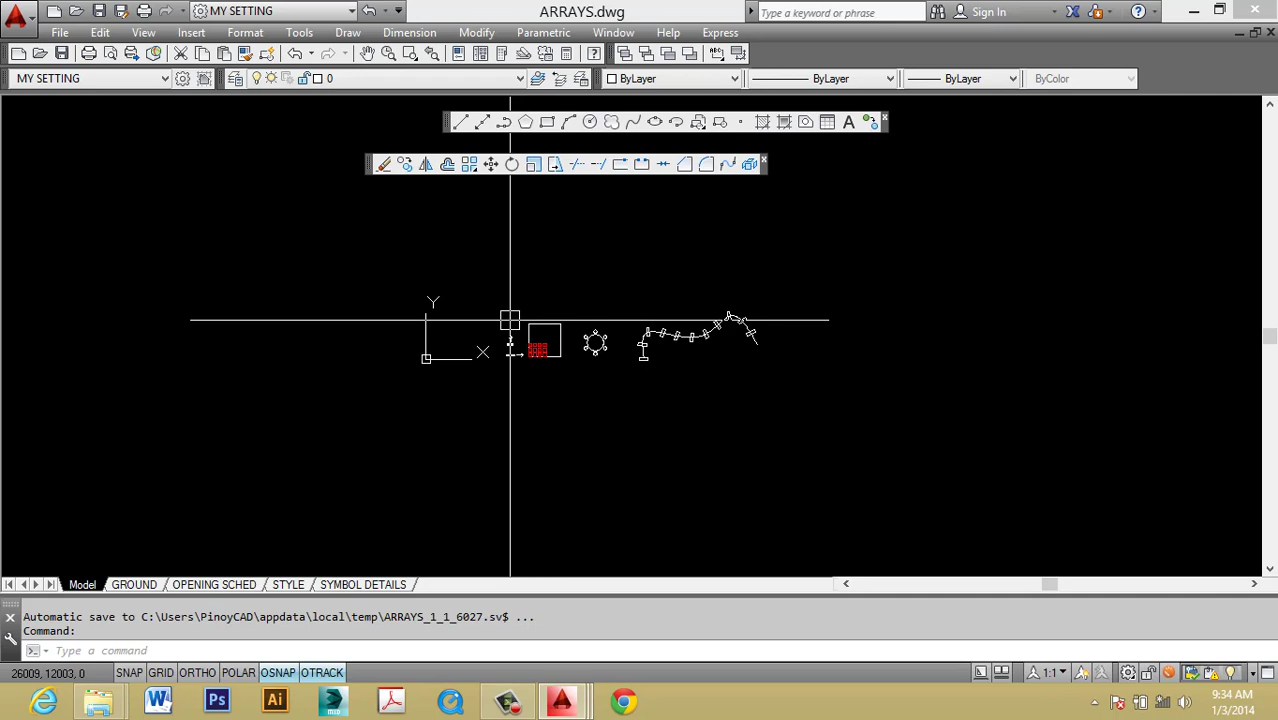 MY SETTING
ARRAYS.dwg
Type a keyword or phrase
Sign In
File Edit View Insert Format Tools Draw Dimension Modify Parametric Window Help Express
MY SETTING
0
ByLayer
ByLayer
ByLayer
ByColor
A
Y
X
Model GROUND OPENING SCHED STYLE SYMBOL DETAILS
Automatic save to C:\Users\PinoyCAD\appdata\local\temp\ARRAYS_1_1_6027.sv$ ...
Command:
Type a command
26009, 12003, 0 SNAP GRID ORTHO POLAR OSNAP OTRACK
1:1
Ps
Ai
9:34 AM
1/3/2014